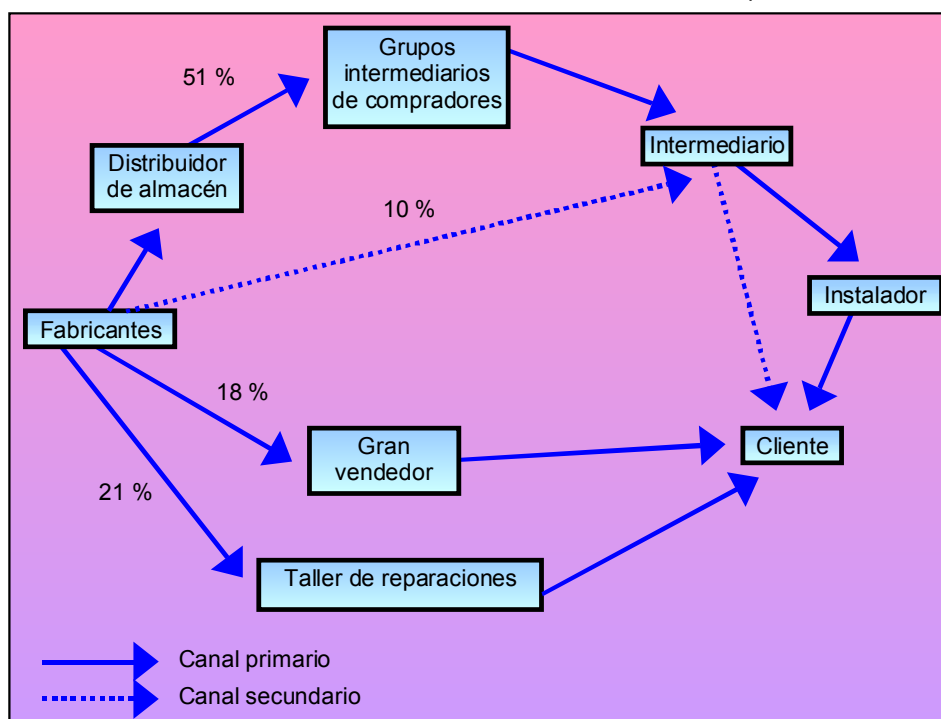 Grupos
intermediarios
de compradores
51 %
Intermediario
Distribuidor
de almacén
10 %
Instalador
Fabricantes
18 %
Gran
vendedor
Cliente
21 %
Taller de reparaciones
Canal primario
Canal secundario